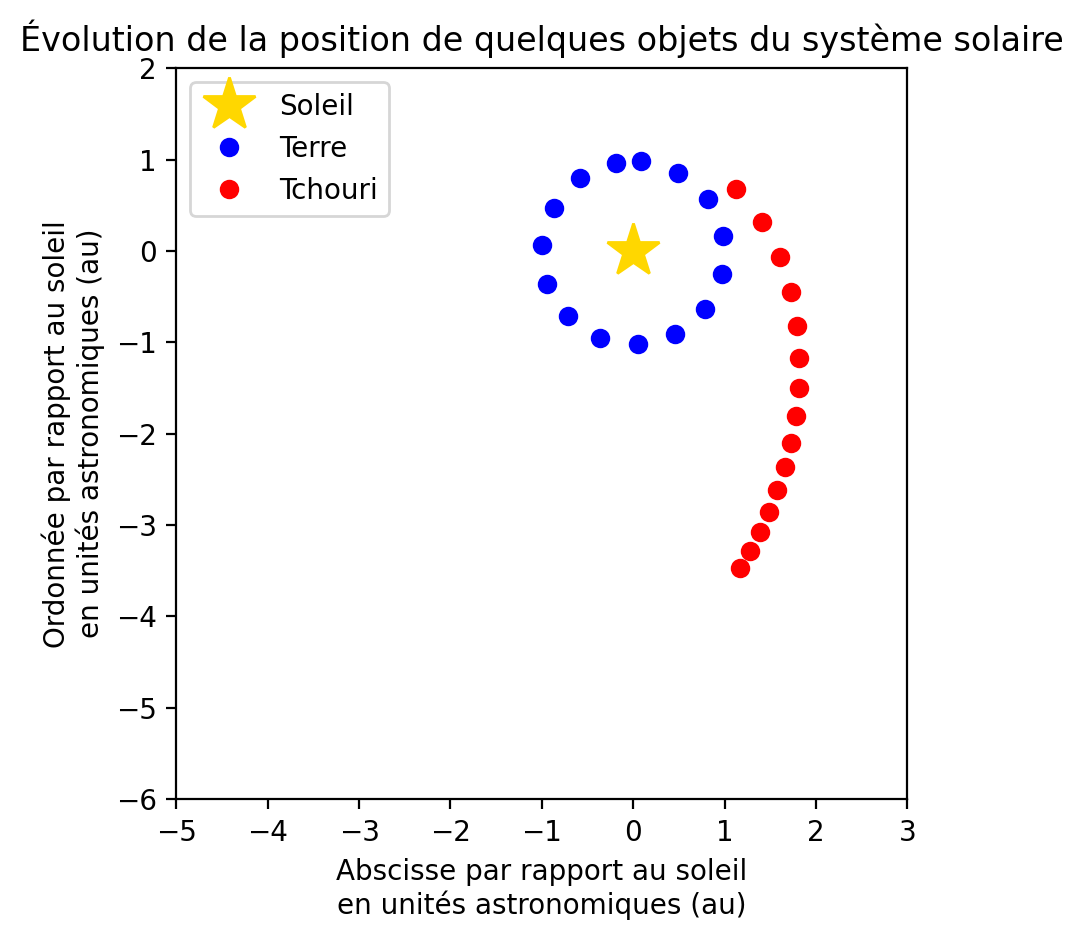 Évolution de la position de quelques objets du système solaire
Soleil
Terre
Tchouri
Ordonnée par rapport au soleil
en unités astronomiques (au)
2
1
0
−1
−2
−3
−4
−5
−6
−5 −4 −3 −2 −1 0 1 2 3
Abscisse par rapport au soleil
en unités astronomiques (au)